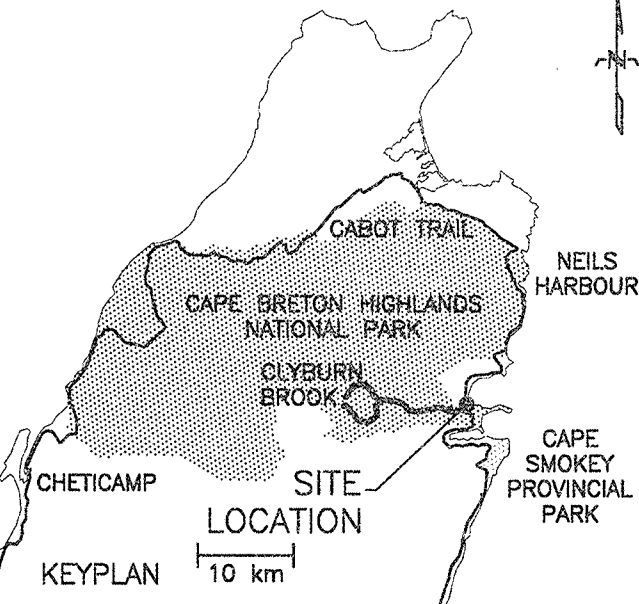 N
CABOT TRAIL
NEILS
HARBOUR
CAPE BRETON HIGHLANDS
NATIONAL PARK
CLYBURN
BROOK
CAPE
SMOKEY
PROVINCIAL
PARK
CHETICAMP
SITE
LOCATION
10 km
KEYPLAN